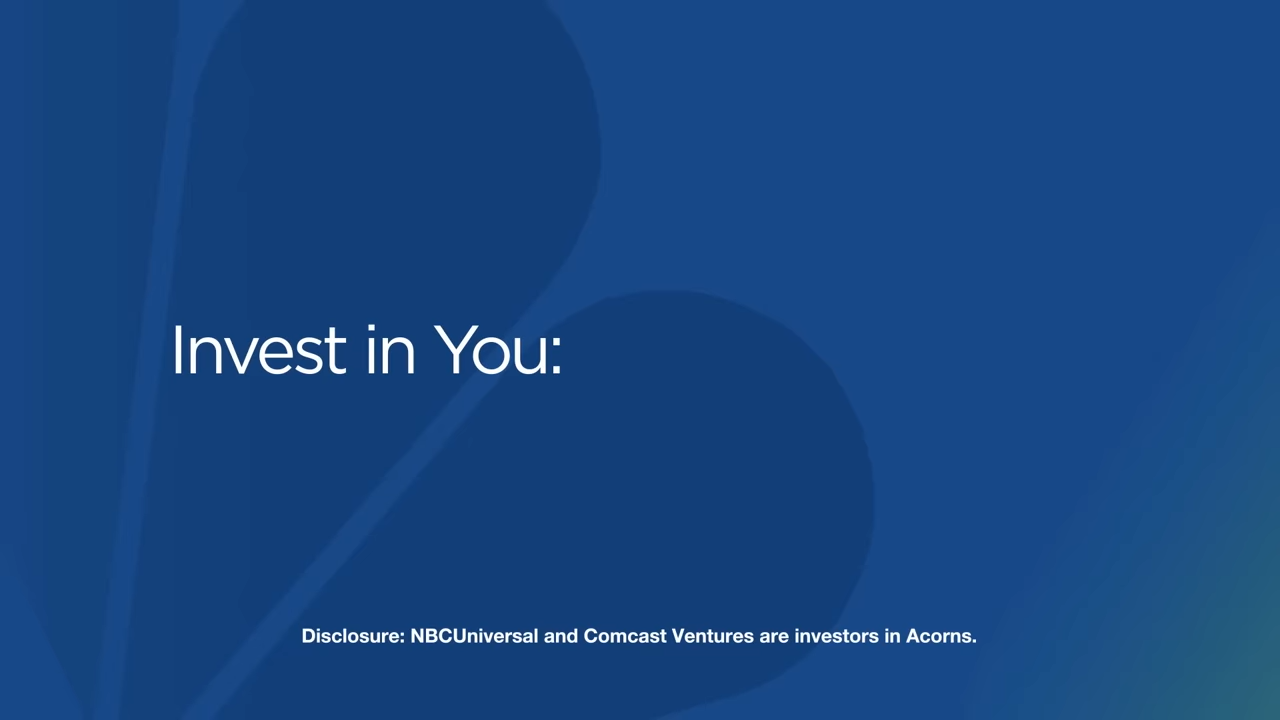 Invest in You:
Disclosure: NBCUniversal and Comcast Ventures are investors in Acorns.